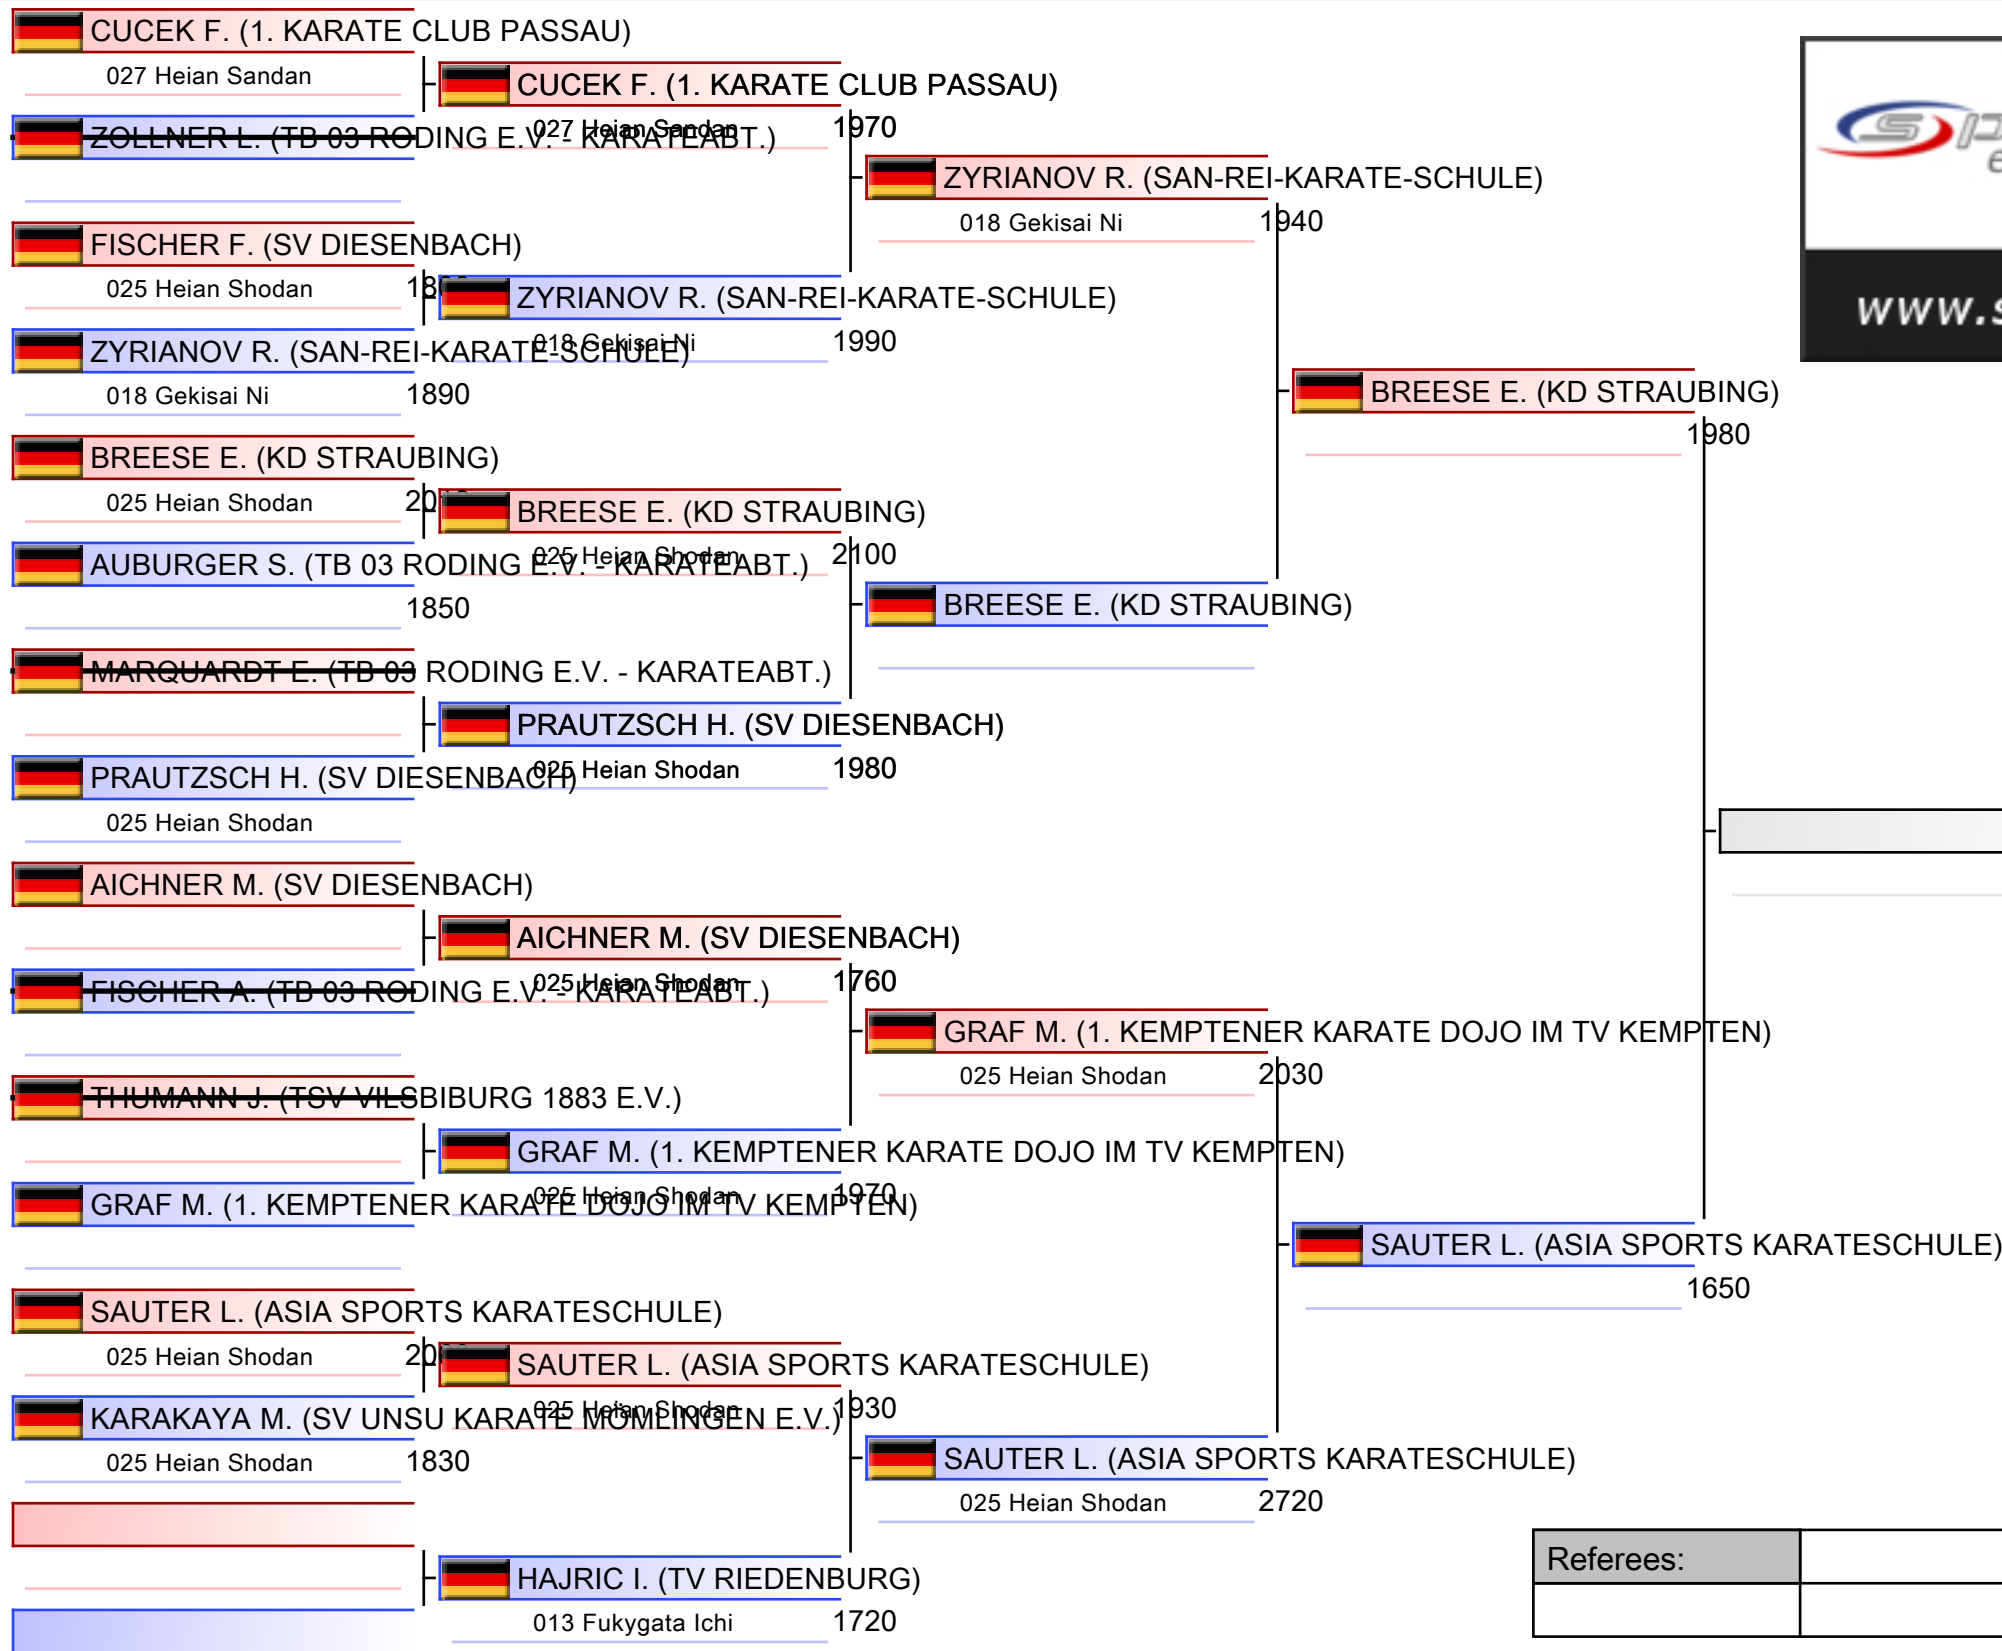 CUCEK F. (1. KARATE CLUB PASSAU)
027 Heian Sandan
ZOLLNER L. (TB 03 RODING E.V. - KARATEABT.)
FISCHER F. (SV DIESENBACH)
025 Heian Shodan
ZYRIANOV R. (SAN-REI-KARATE-SCHULE)
018 Gekisai Ni 1890
BREESE E. (KD STRAUBING)
025 Heian Shodan
AUBURGER S. (TB 03 RODING E.V. - KARATEABT.)
1850
MARQUARDT E. (TB 03 RODING E.V. - KARATEABT.)
PRAUTZSCH H. (SV DIESENBACH)
025 Heian Shodan
AICHNER M. (SV DIESENBACH)
FISCHER A. (TB 03 RODING E.V. - KARATEABT.)
THUMANN J. (TSV VILSBIBURG 1883 E.V.)
GRAF M. (1. KEMPTENER KARATE DOJO IM TV KEMPTEN)
SAUTER L. (ASIA SPORTS KARATESCHULE)
025 Heian Shodan
KARAKAYA M. (SV UNSU KARATE MÖMLINGEN E.V.)
025 Heian Shodan 1830
CUCEK F. (1. KARATE CLUB PASSAU)
027 Heian Sandan 1970
ZYRIANOV R. (SAN-REI-KARATE-SCHULE)
018 Gekisai Ni 1990
BREESE E. (KD STRAUBING)
025 Heian Shodan 2100
PRAUTZSCH H. (SV DIESENBACH)
025 Heian Shodan 1980
AICHNER M. (SV DIESENBACH)
025 Heian Shodan 1760
GRAF M. (1. KEMPTENER KARATE DOJO IM TV KEMPTEN)
025 Heian Shodan 1970
SAUTER L. (ASIA SPORTS KARATESCHULE)
025 Heian Shodan 1930
HAJRIC I. (TV RIEDENBURG)
013 Fukygata Ichi 1720
ZYRIANOV R. (SAN-REI-KARATE-SCHULE)
018 Gekisai Ni 1940
BREESE E. (KD STRAUBING)
GRAF M. (1. KEMPTENER KARATE DOJO IM TV KEMPTEN)
025 Heian Shodan 2030
SAUTER L. (ASIA SPORTS KARATESCHULE)
025 Heian Shodan 2720
BREESE E. (KD STRAUBING)
1980
SAUTER L. (ASIA SPORTS KARATESCHULE)
1650
www.s
Referees: